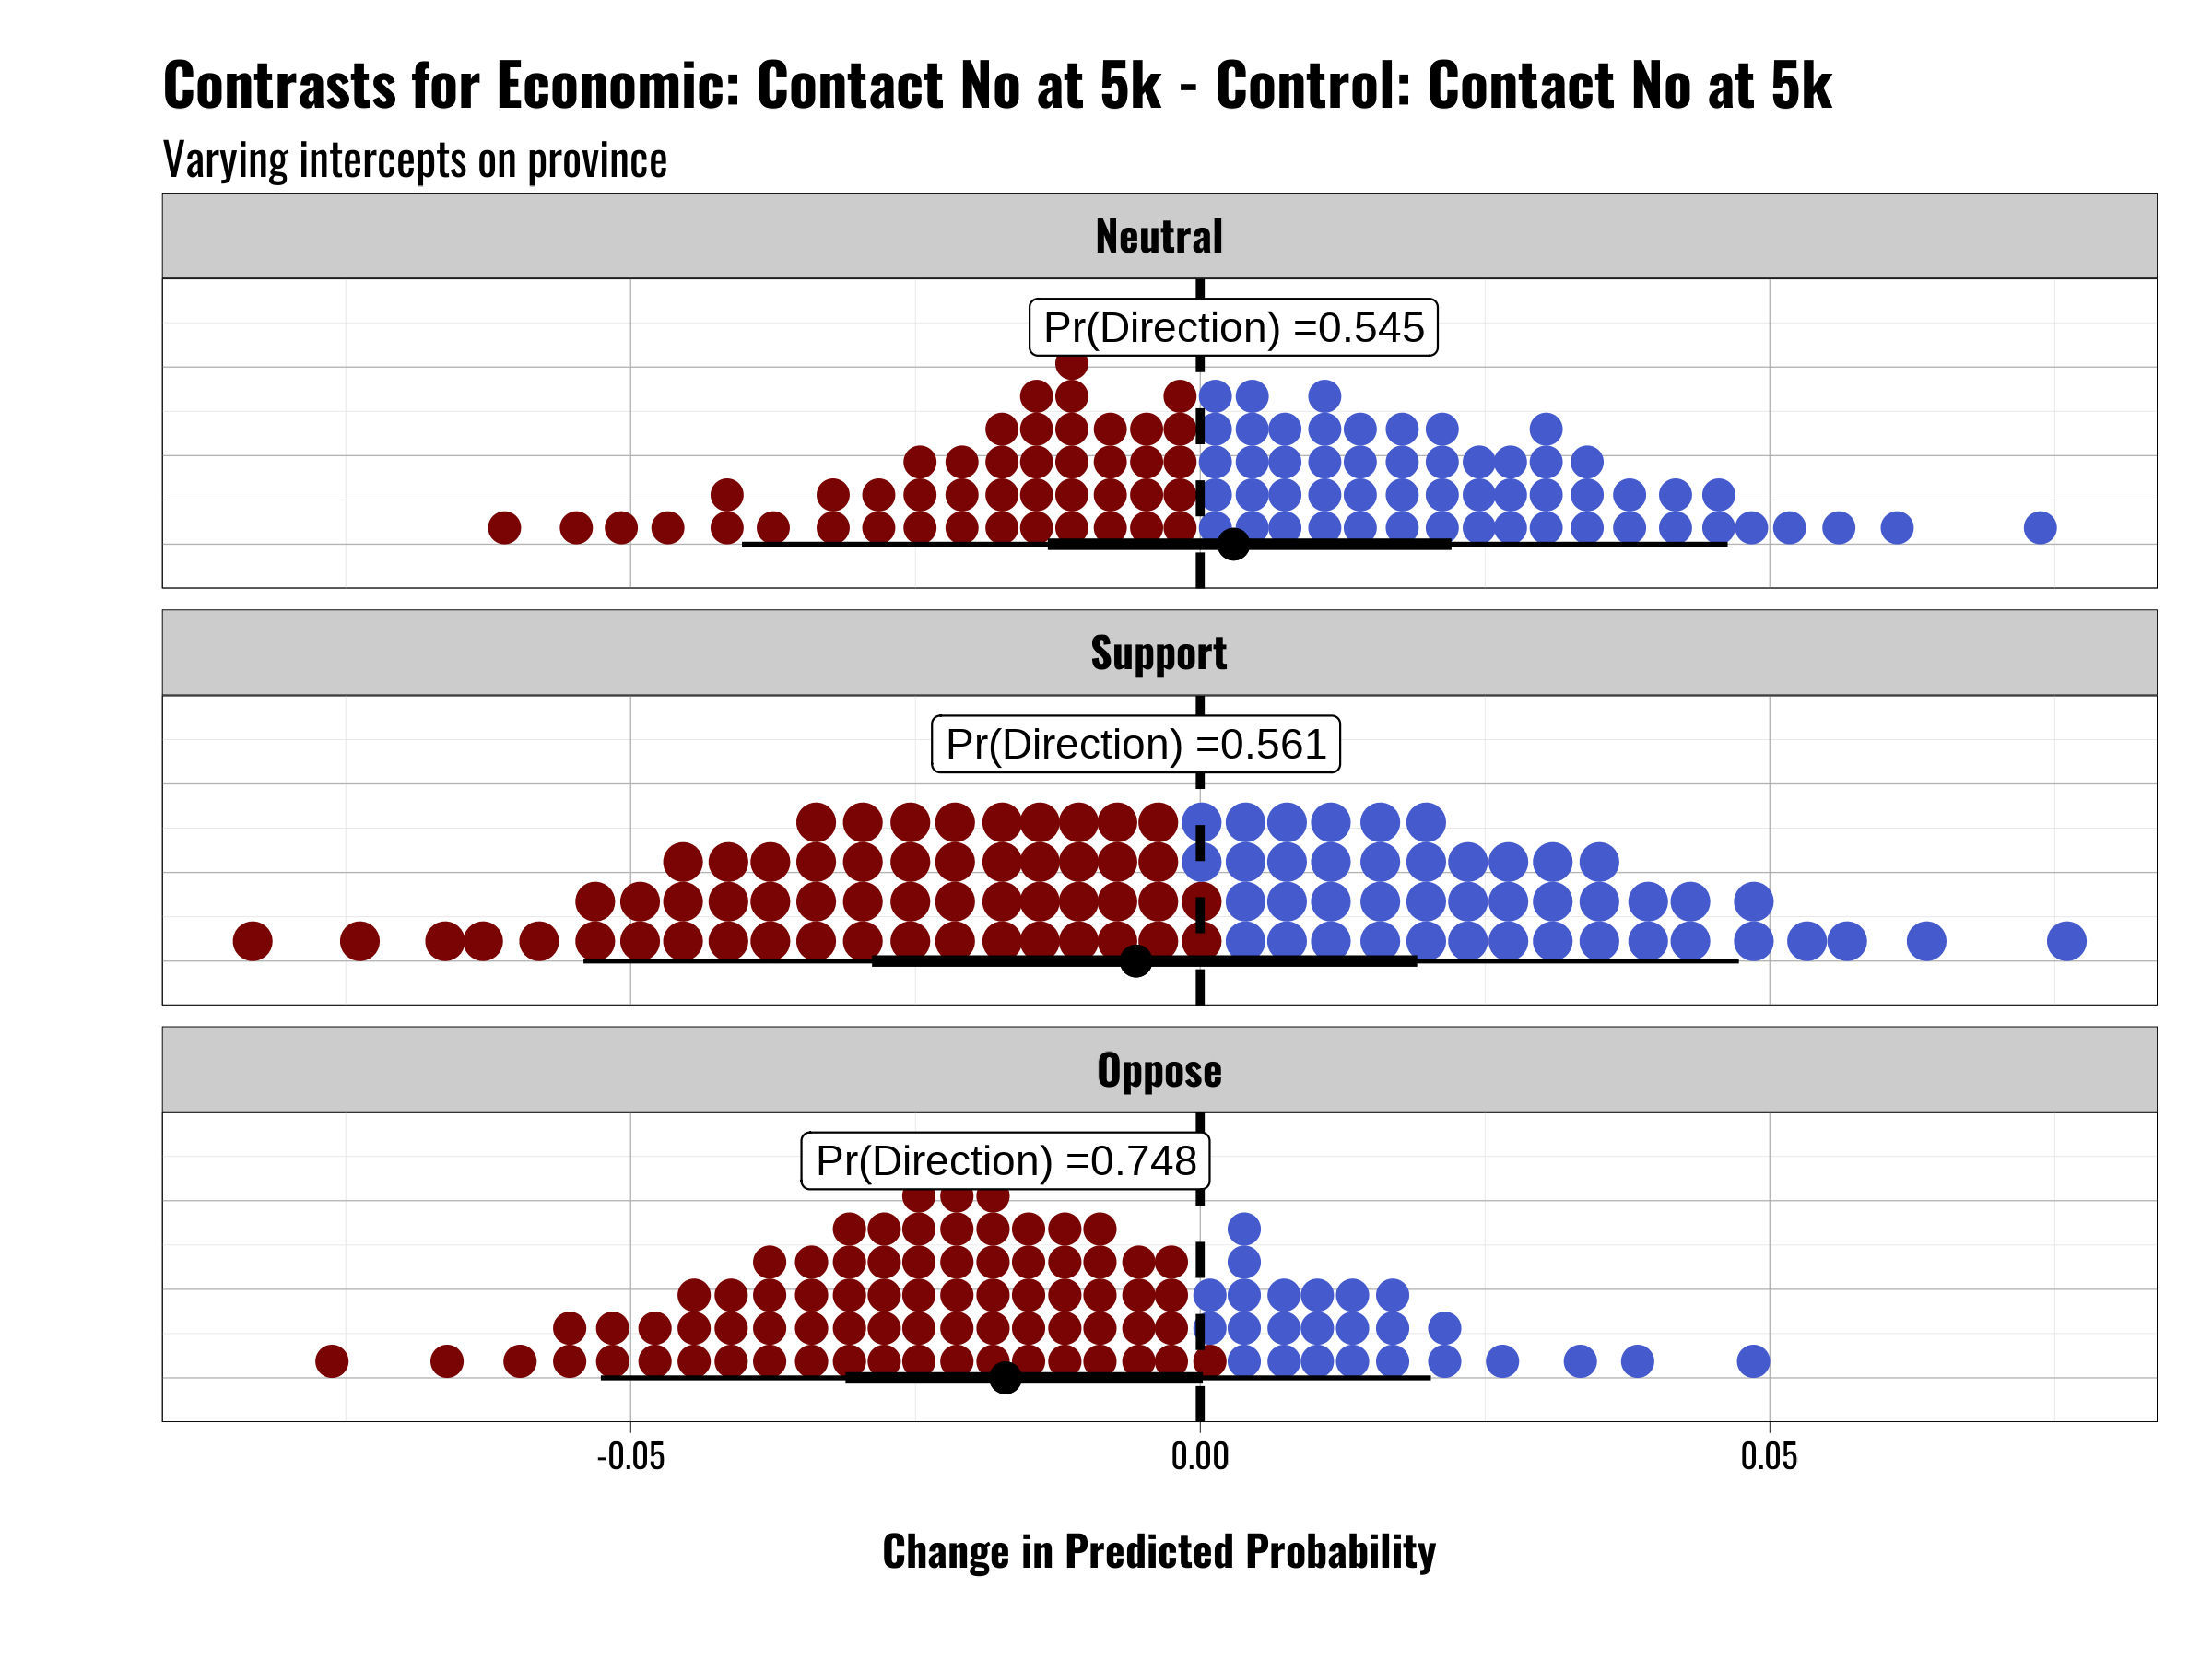 Contrasts for Economic: Contact No at 5k - Control: Contact No at 5k
Varying intercepts on province
Neutral
Pr(Direction) =0.545
Support
Pr(Direction) =0.561
Oppose
Pr(Direction) =0.748
-0.05 0.00 0.05
Change in Predicted Probability